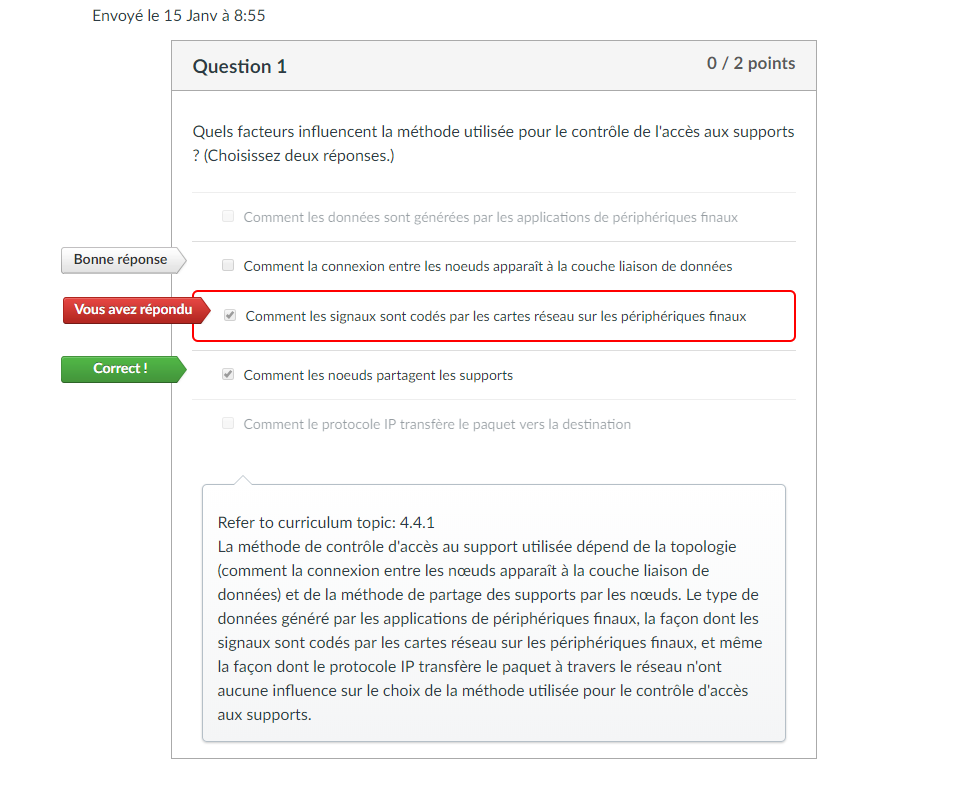 Envoyé le 15 Janv à 8:55
Question 1
0 / 2 points
Quels facteurs influencent la méthode utilisée pour le contrôle de l'accès aux supports
? (Choisissez deux réponses.)
Comment les données sont générées par les applications de périphériques finaux
Bonne réponse
Comment la connexion entre les noeuds apparaît à la couche liaison de données
Vous avez répondu
Comment les signaux sont codés par les cartes réseau sur les périphériques finaux
Correct !
Comment les noeuds partagent les supports
Comment le protocole IP transfère le paquet vers la destination
Refer to curriculum topic: 4.4.1
La méthode de contrôle d'accès au support utilisée dépend de la topologie
(comment la connexion entre les nœuds apparaît à la couche liaison de
données) et de la méthode de partage des supports par les nœuds. Le type de
données généré par les applications de périphériques finaux, la façon dont les
signaux sont codés par les cartes réseau sur les périphériques finaux, et même
la façon dont le protocole IP transfère le paquet à travers le réseau n'ont
aucune influence sur le choix de la méthode utilisée pour le contrôle d'accès
aux supports.